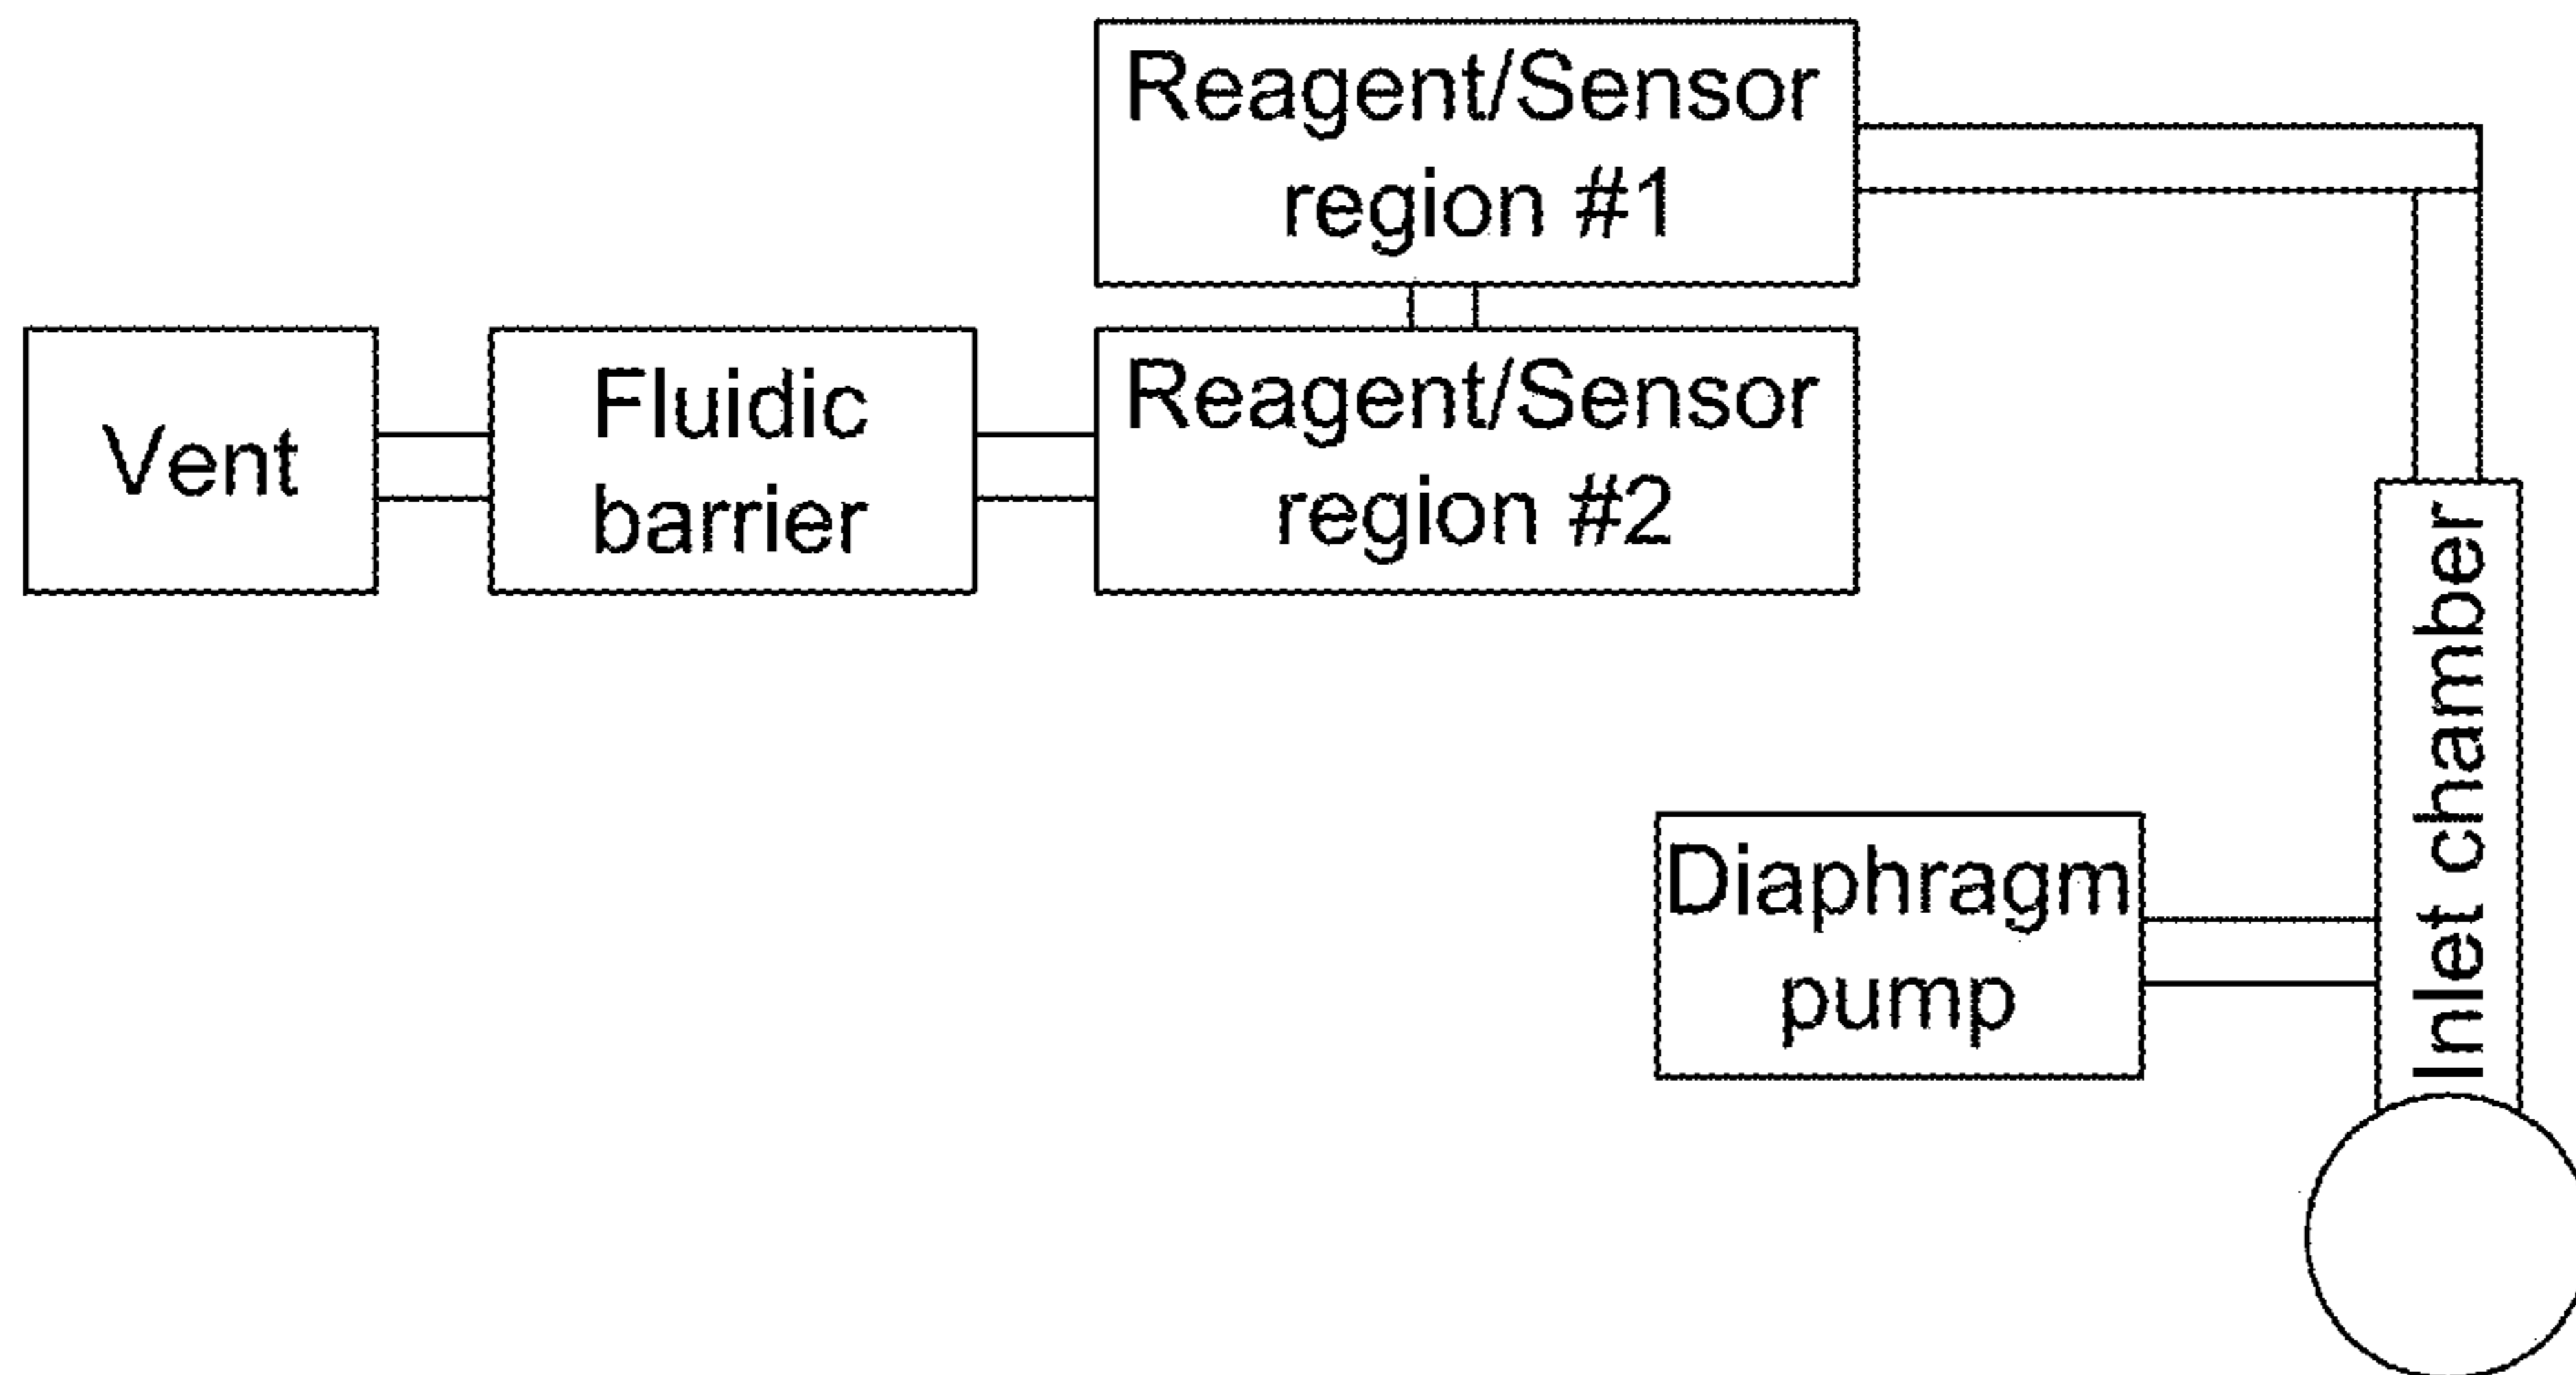 Reagent/Sensor
region #1
Vent
Fluidic
barrier
Reagent/Sensor
region #2
Inlet chamber
Diaphragm
pump